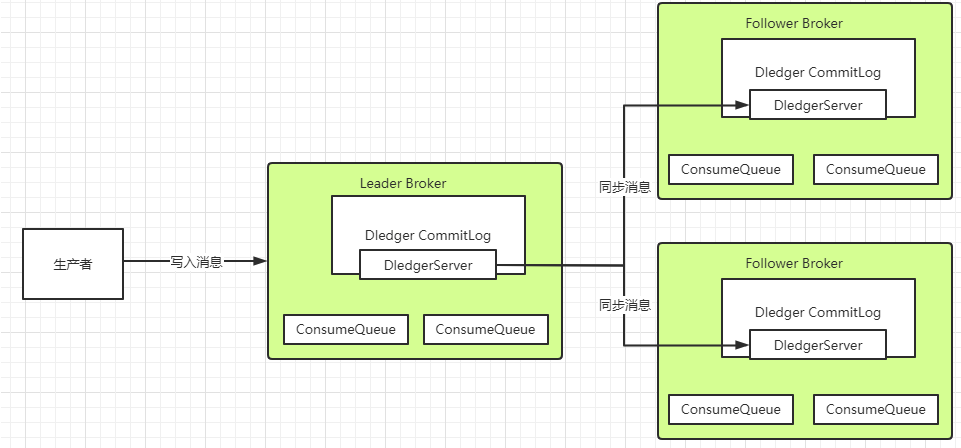 生产者
写入消息
Leader Broker
Dledger CommitLog
DledgerServer
ConsumeQueue
ConsumeQueue
同步消息
同步消息
Follower Broker
Dledger CommitLog
DledgerServer
ConsumeQueue
ConsumeQueue
Follower Broker
Dledger CommitLog
DledgerServer
ConsumeQueue
ConsumeQueue